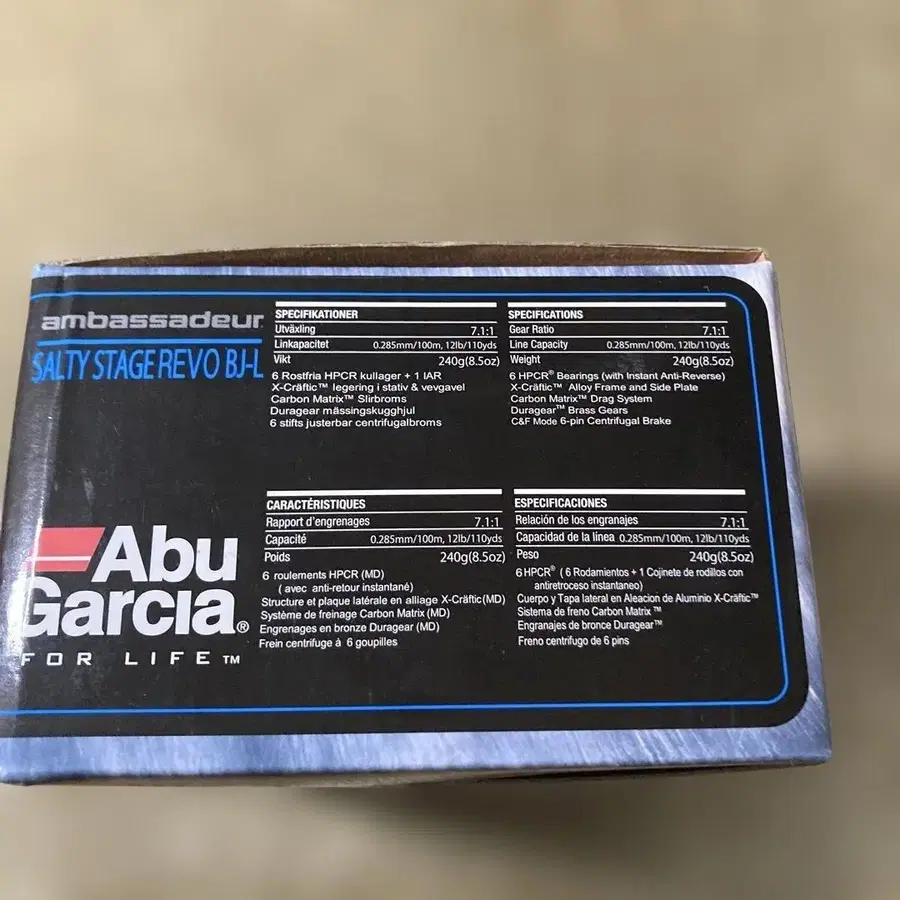 ambassadeur
SALTY STAGE REVO BJ-L
Abu
Garcia®
FOR LIFE™
SPECIFIKATIONER
Utväxling 7.1:1
Linkapacitet 0.285mm/100m, 12lb/110yds
Vikt 240g(8.5oz)
6 Rostfria HPCR kullager + 1 IAR
X-Cräftic™ legering i stativ & vevgavel
Carbon Matrix™ Slirbroms
Duragear mässingskugghjul
6 stifts justerbar centrifugalbroms
SPECIFICATIONS
Gear Ratio 7.1:1
Line Capacity 0.285mm/100m, 12lb/110yds
Weight 240g(8.5oz)
6 HPCR® Bearings (with Instant Anti-Reverse)
X-Cräftic™ Alloy Frame and Side Plate
Carbon Matrix™ Drag System
Duragear™ Brass Gears
C&F Mode 6-pin Centrifugal Brake
CARACTÉRISTIQUES
Rapport d'engrenages 7.1:1
Capacité 0.285mm/100m, 12lb/110yds
Poids 240g(8.5oz)
6 roulements HPCR (MD)
( avec anti-retour instantané)
Structure et plaque latérale en alliage X-Cräftic(MD)
Système de freinage Carbon Matrix (MD)
Engrenages en bronze Duragear (MD)
Frein centrifuge à 6 goupilles
ESPECIFICACIONES
Relación de los engranajes 7.1:1
Capacidad de la línea 0.285mm/100m, 12lb/110yds
Peso 240g(8.5oz)
6 HPCR® ( 6 Rodamientos + 1 Cojinete de rodillos con
antiretroceso instantaneo)
Cuerpo y Tapa lateral en Aleacion de Aluminio X-Cräftic™
Sistema de freno Carbon Matrix ™
Engranajes de bronze Duragear™
Freno centrifugo de 6 pins